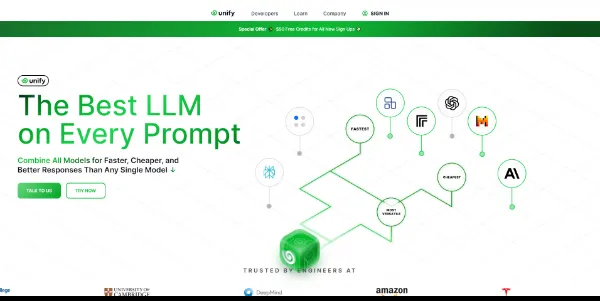 unify Developers Learn Company SIGN IN
Special Offer $50 Free Credits for All New Sign Ups
unify
The Best LLM
on Every Prompt
Combine All Models for Faster, Cheaper, and
Better Responses Than Any Single Model ↓
TALK TO US TRY NOW
FASTEST
CHEAPEST
MOST
VERSATILE
TRUSTED BY ENGINEERS AT
UNIVERSITY OF
CAMBRIDGE
DeepMind
amazon